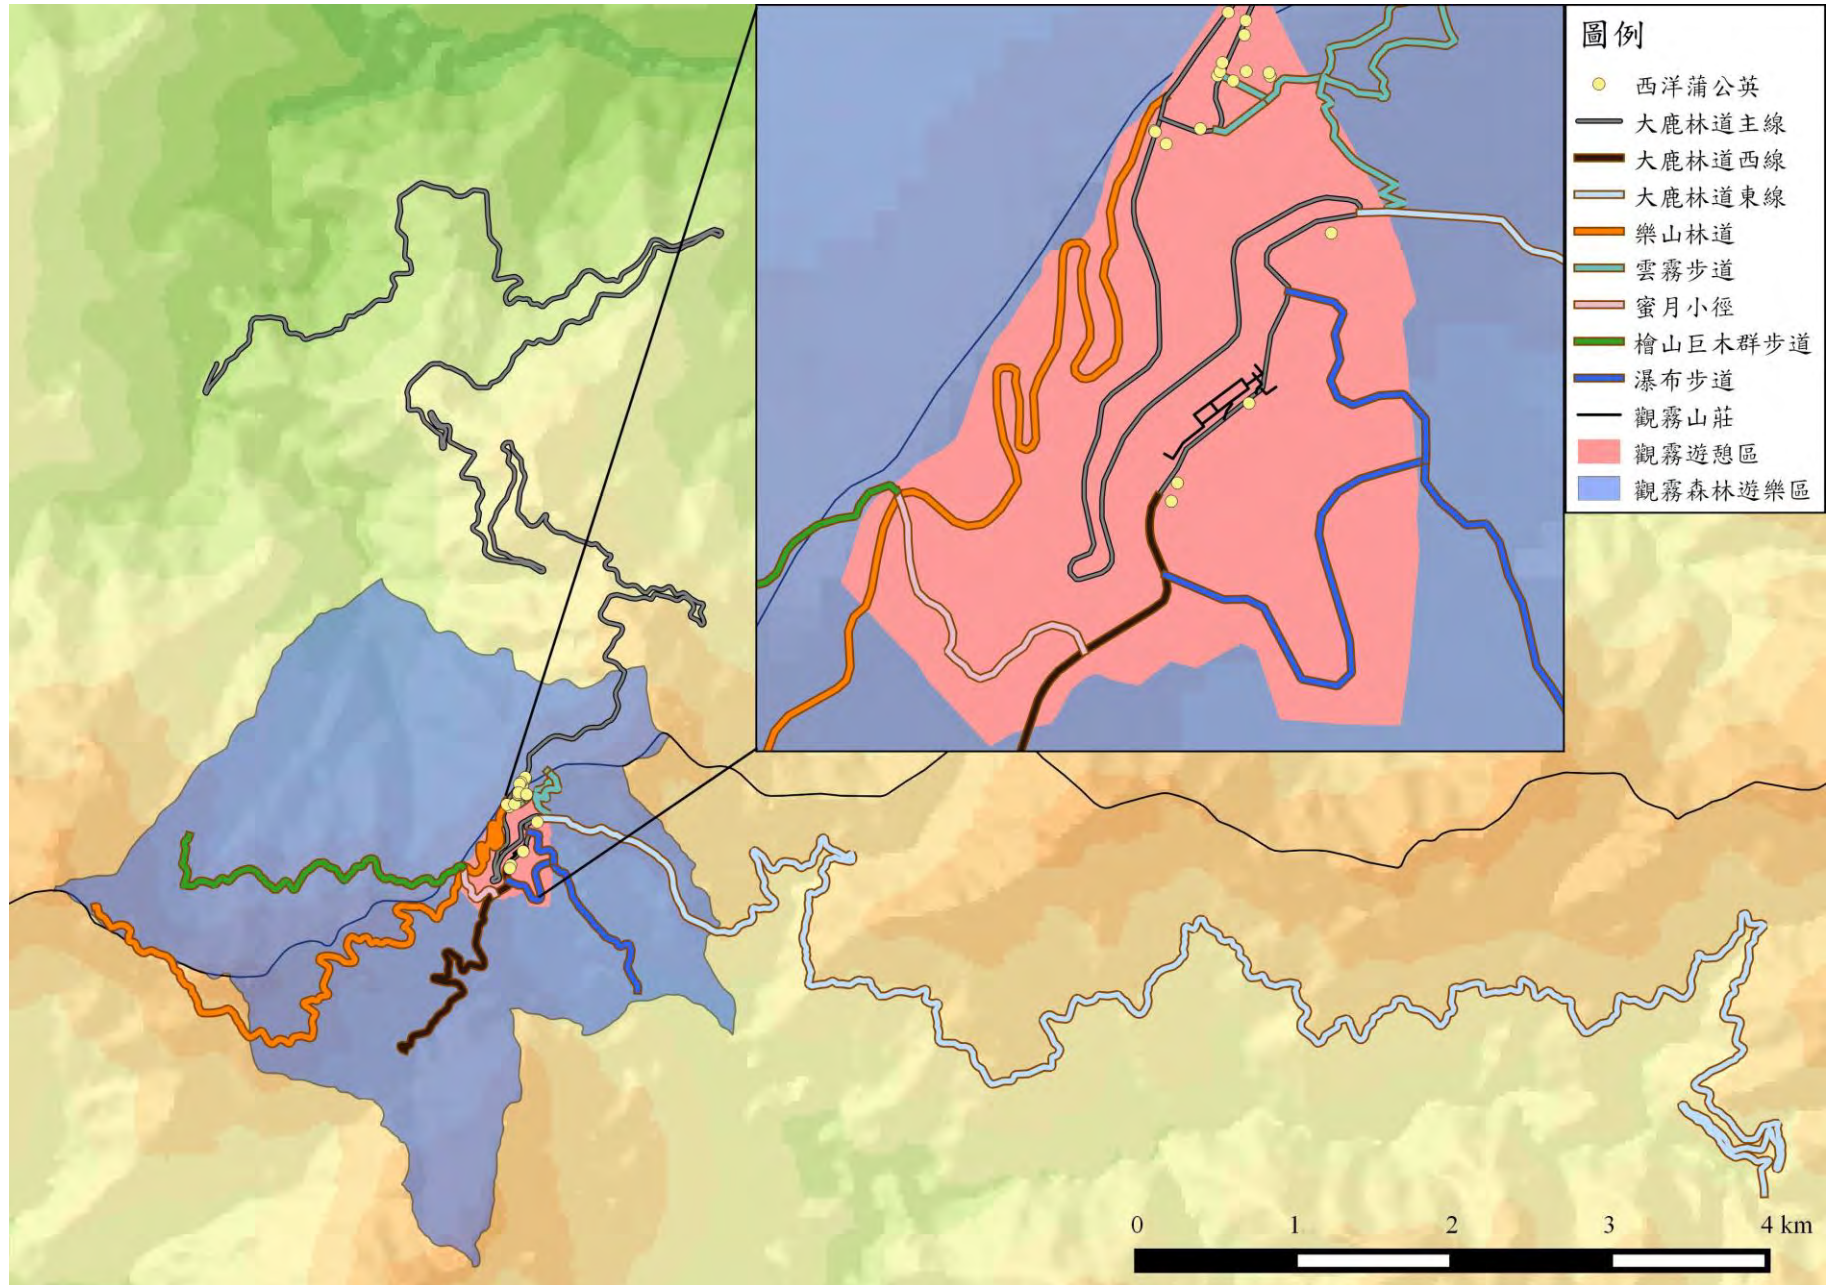 圖例
西洋蒲公英
大鹿林道主線
大鹿林道西線
大鹿林道東線
樂山林道
雲霧步道
蜜月小徑
檜山巨木群步道
瀑布步道
觀霧山莊
觀霧遊憩區
觀霧森林遊樂區
0 1 2 3 4 km